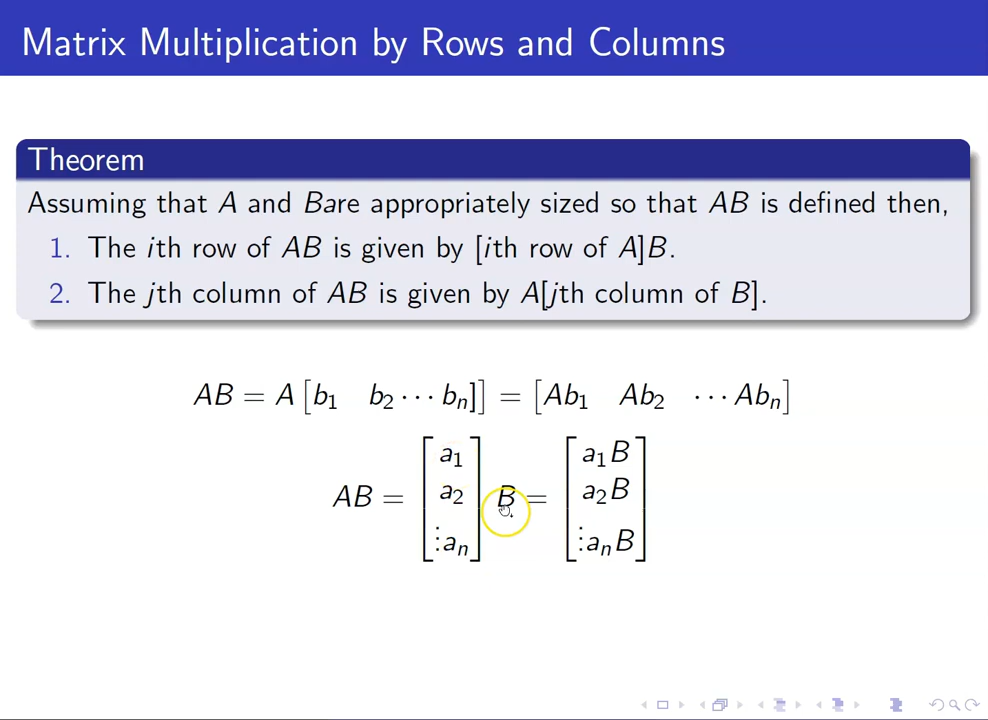 Matrix Multiplication by Rows and Columns
Theorem
Assuming that A and Bare appropriately sized so that AB is defined then,
1. The ith row of AB is given by [ith row of A]B.
2. The jth column of AB is given by A[jth column of B].
AB = A [b₁ b₂ ⋯ bₙ]] = [Ab₁ Ab₂ ⋯ Abₙ]
AB = [a₁ a₂ ⋮aₙ] B = [a₁B a₂B ⋮aₙB]